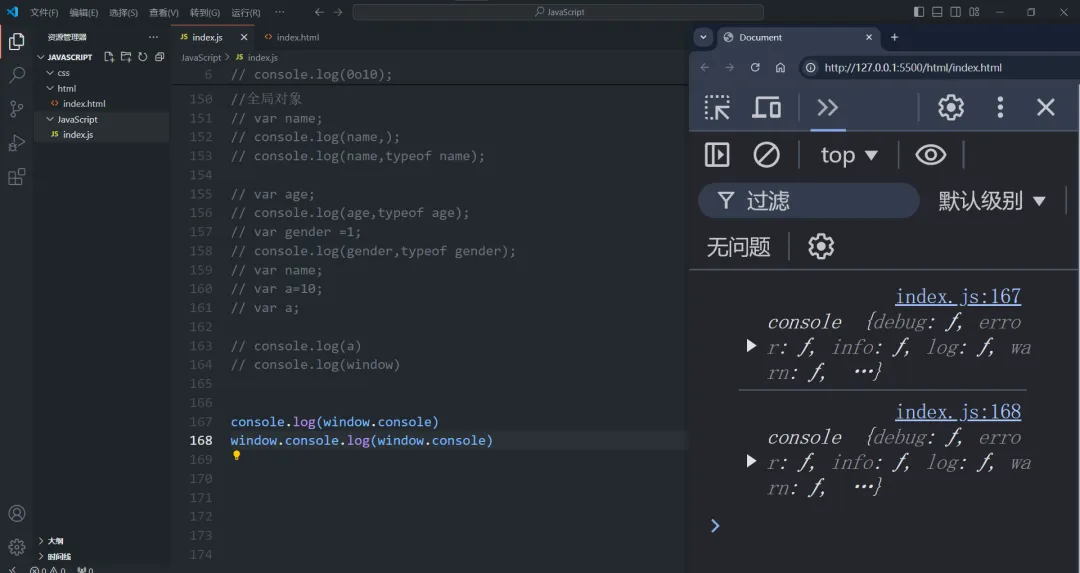 文件(F) 编辑(E) 选择(S) 查看(V) 转到(G) 运行(R) ···
JavaScript
资源管理器 ···
JAVASCRIPT
css
html
index.html
JavaScript
index.js
大纲
时间线
0 0 0
index.js
index.html
JavaScript > index.js
6 // console.log(0o10);
150 //全局对象
151 // var name;
152 // console.log(name,);
153 // console.log(name,typeof name);
154
155 // var age;
156 // console.log(age,typeof age);
157 // var gender =1;
158 // console.log(gender,typeof gender);
159 // var name;
160 // var a=10;
161 // var a;
162
163 // console.log(a)
164 // console.log(window)
165
166
167 console.log(window.console)
168 window.console.log(window.console)
169
170
171
172
173
174
Document
http://127.0.0.1:5500/html/index.html
top
过滤
默认级别
无问题
index.js:167
console {debug: ƒ, erro
r: ƒ, info: ƒ, log: ƒ, wa
rn: ƒ, …}
index.js:168
console {debug: ƒ, erro
r: ƒ, info: ƒ, log: ƒ, wa
rn: ƒ, …}